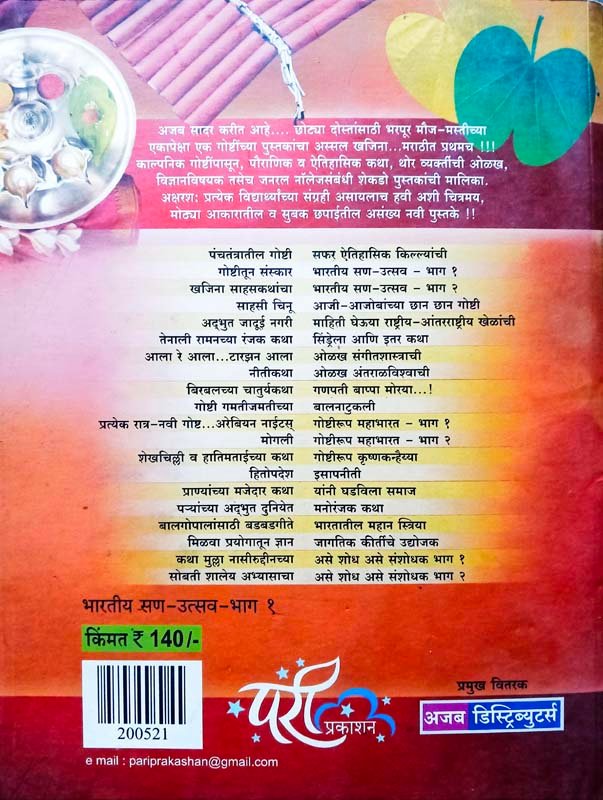 अजब सादर करीत आहे.... छोट्या दोस्तांसाठी भरपूर मौज-मस्तीच्या
एकापेक्षा एक गोष्टींच्या पुस्तकांचा अस्सल खजिना...मराठीत प्रथमच !!!
काल्पनिक गोष्टींपासून, पौराणिक व ऐतिहासिक कथा, थोर व्यक्तींची ओळख,
विज्ञानविषयक तसेच जनरल नॉलेजसंबंधी शेकडो पुस्तकांची मालिका.
अक्षरशः प्रत्येक विद्यार्थ्यांच्या संग्रही असायलाच हवी अशी चित्रमय,
मोठ्या आकारातील व सुबक छपाईतील असंख्य नवी पुस्तके !!
पंचतंत्रातील गोष्टी सफर ऐतिहासिक किल्ल्यांची
गोष्टीतून संस्कार भारतीय सण-उत्सव - भाग १
खजिना साहसकथांचा भारतीय सण-उत्सव - भाग २
साहसी चिनू आजी-आजोबांच्या छान छान गोष्टी
अद्भुत जादूई नगरी माहिती घेऊया राष्ट्रीय-आंतरराष्ट्रीय खेळांची
तेनाली रामनच्या रंजक कथा सिंड्रेला आणि इतर कथा
आला रे आला...टारझन आला ओळख संगीतशास्त्राची
नीतीकथा ओळख अंतराळविश्वाची
बिरबलच्या चातुर्यकथा गणपती बाप्पा मोरया...!
गोष्टी गमतीजमतीच्या बालनाटुकली
प्रत्येक रात्र-नवी गोष्ट...अरेबियन नाईटस् गोष्टीरूप महाभारत - भाग १
मोगली गोष्टीरूप महाभारत - भाग २
शेखचिल्ली व हातिमताईच्या कथा गोष्टीरूप कृष्णकन्हैय्या
हितोपदेश इसापनीती
प्राण्यांच्या मजेदार कथा यांनी घडविला समाज
पऱ्यांच्या अद्भुत दुनियेत मनोरंजक कथा
बालगोपालांसाठी बडबडगीते भारतातील महान स्त्रिया
मिळवा प्रयोगातून ज्ञान जागतिक कीर्तीचे उद्योजक
कथा मुल्ला नासीरुद्दीनच्या असे शोध असे संशोधक भाग १
सोबती शालेय अभ्यासाचा असे शोध असे संशोधक भाग २
भारतीय सण-उत्सव-भाग १
किंमत ₹ 140/-
200521
e mail : pariprakashan@gmail.com
परी
प्रकाशन
प्रमुख वितरक
अजब डिस्ट्रिब्युटर्स